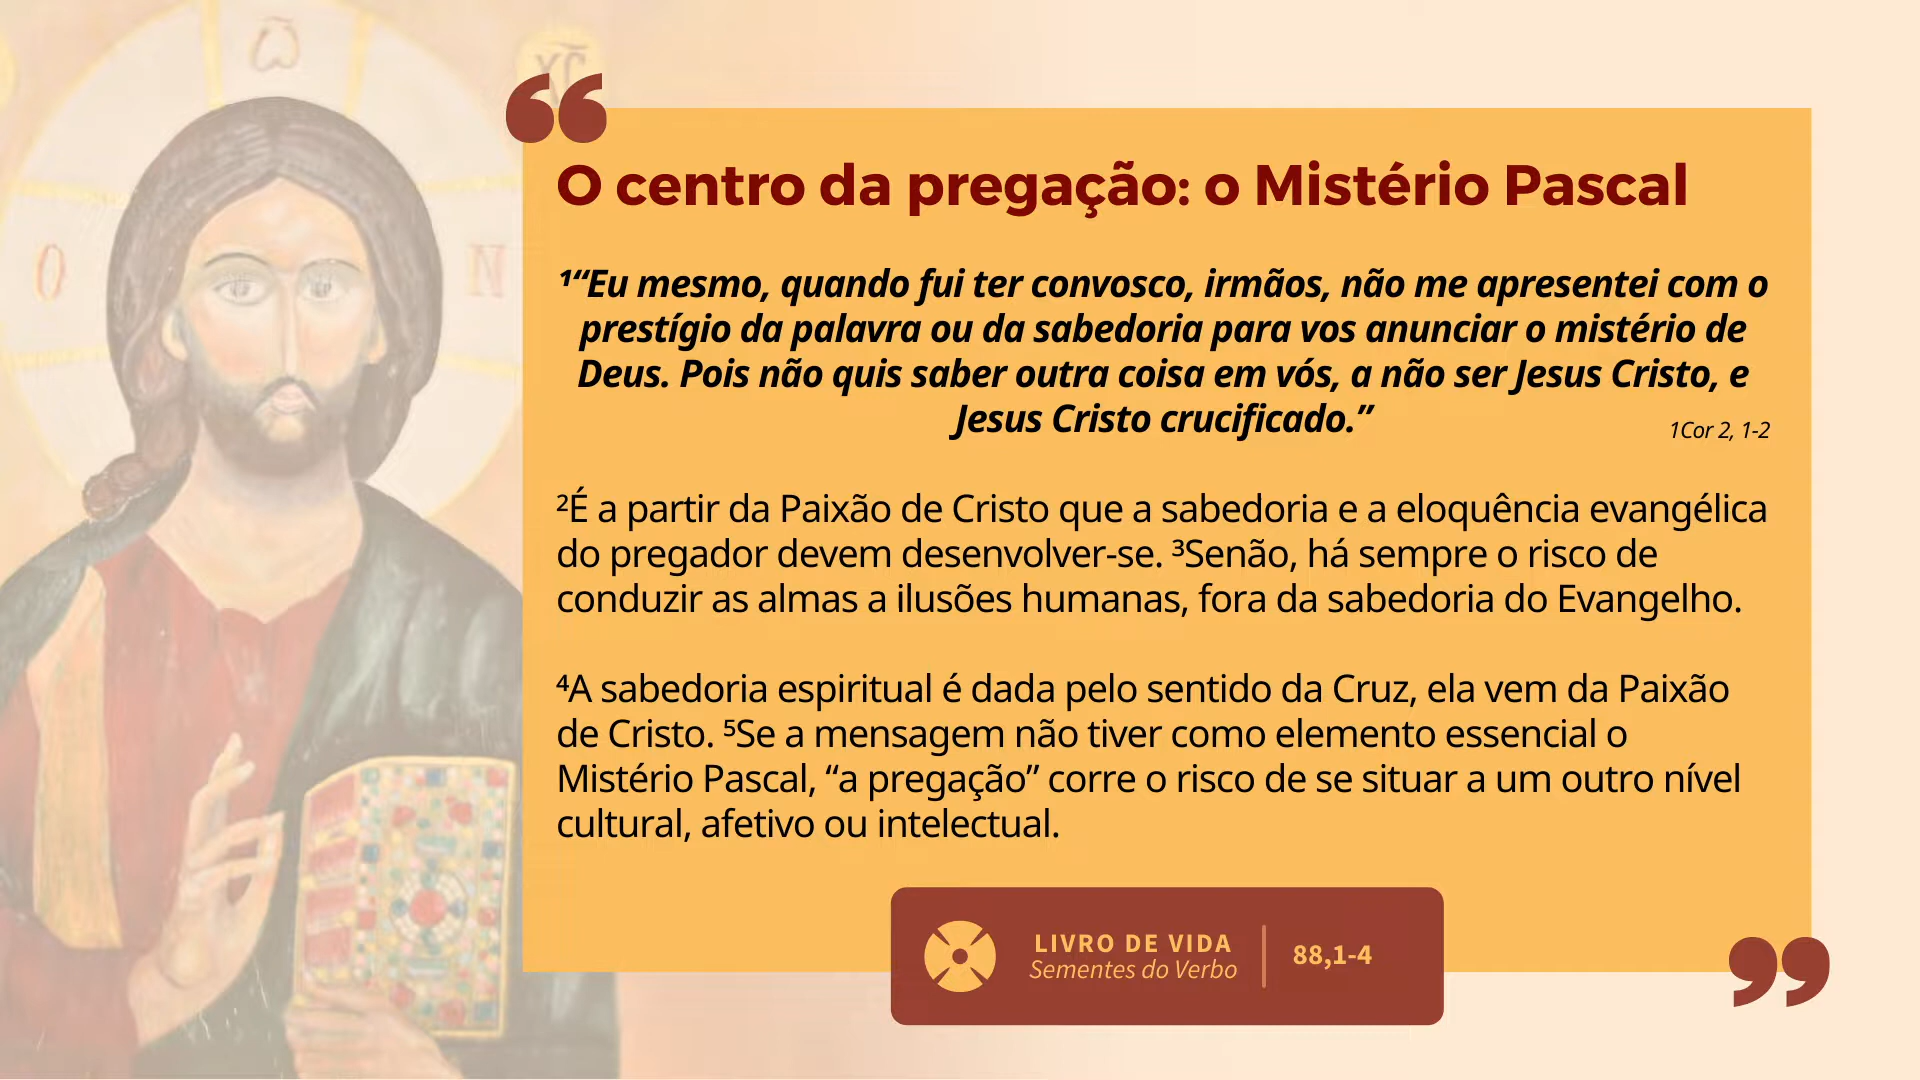 ω
XC
O
N
“
O centro da pregação: o Mistério Pascal
¹“Eu mesmo, quando fui ter convosco, irmãos, não me apresentei com o
prestígio da palavra ou da sabedoria para vos anunciar o mistério de
Deus. Pois não quis saber outra coisa em vós, a não ser Jesus Cristo, e
Jesus Cristo crucificado.”
1Cor 2, 1-2
²É a partir da Paixão de Cristo que a sabedoria e a eloquência evangélica
do pregador devem desenvolver-se. ³Senão, há sempre o risco de
conduzir as almas a ilusões humanas, fora da sabedoria do Evangelho.
⁴A sabedoria espiritual é dada pelo sentido da Cruz, ela vem da Paixão
de Cristo. ⁵Se a mensagem não tiver como elemento essencial o
Mistério Pascal, “a pregação” corre o risco de se situar a um outro nível
cultural, afetivo ou intelectual.
LIVRO DE VIDA
Sementes do Verbo
88,1-4
”